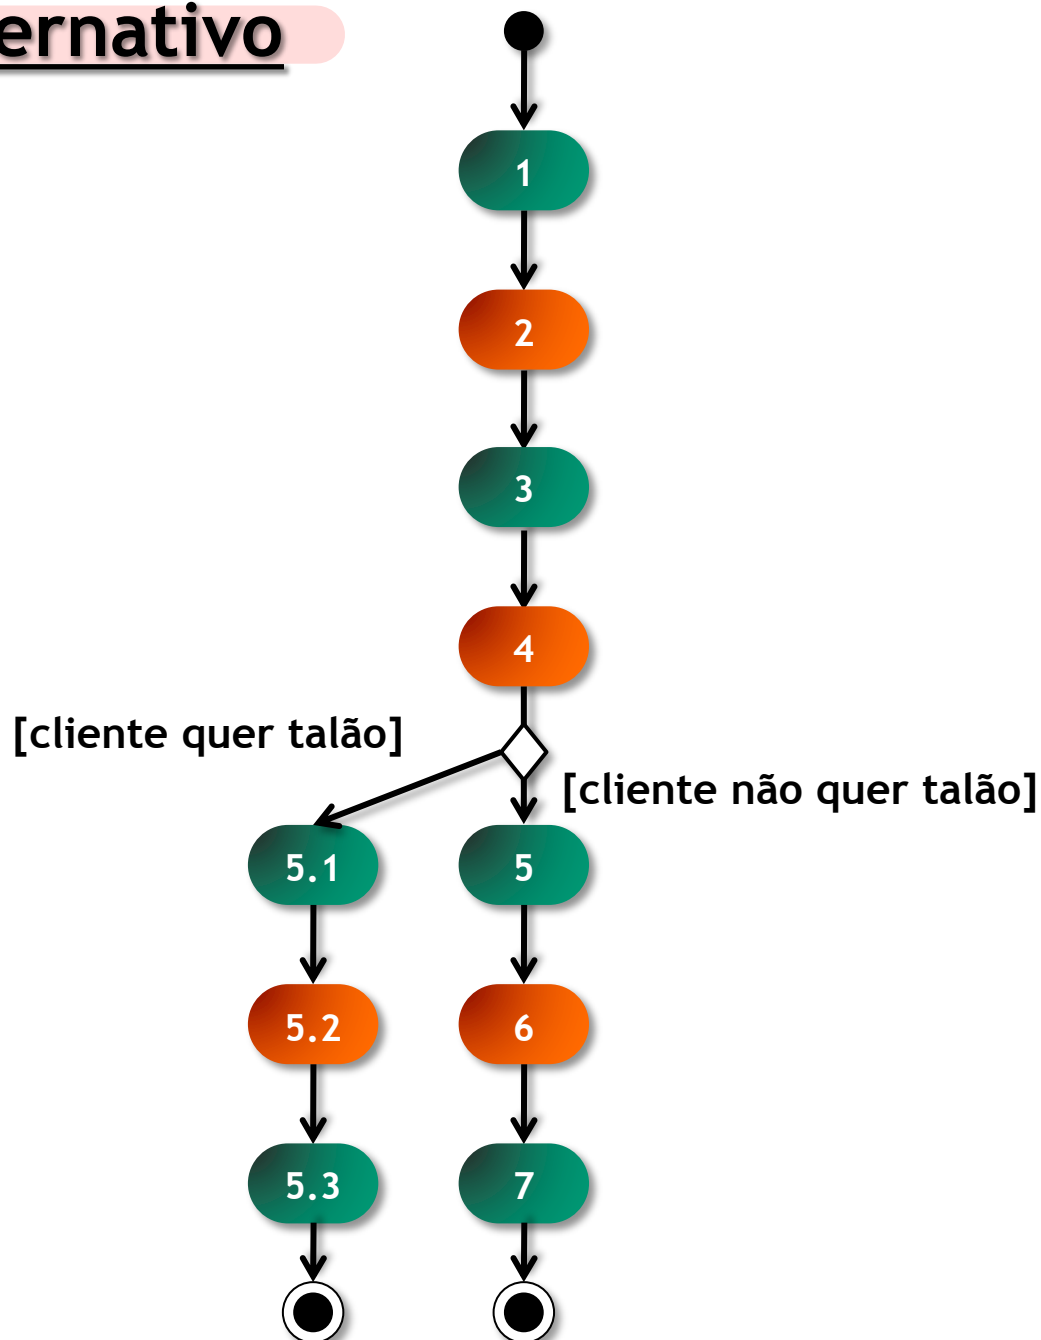 ernativo
1
2
3
4
[cliente quer talão]
[cliente não quer talão]
5.1 5
5.2 6
5.3 7